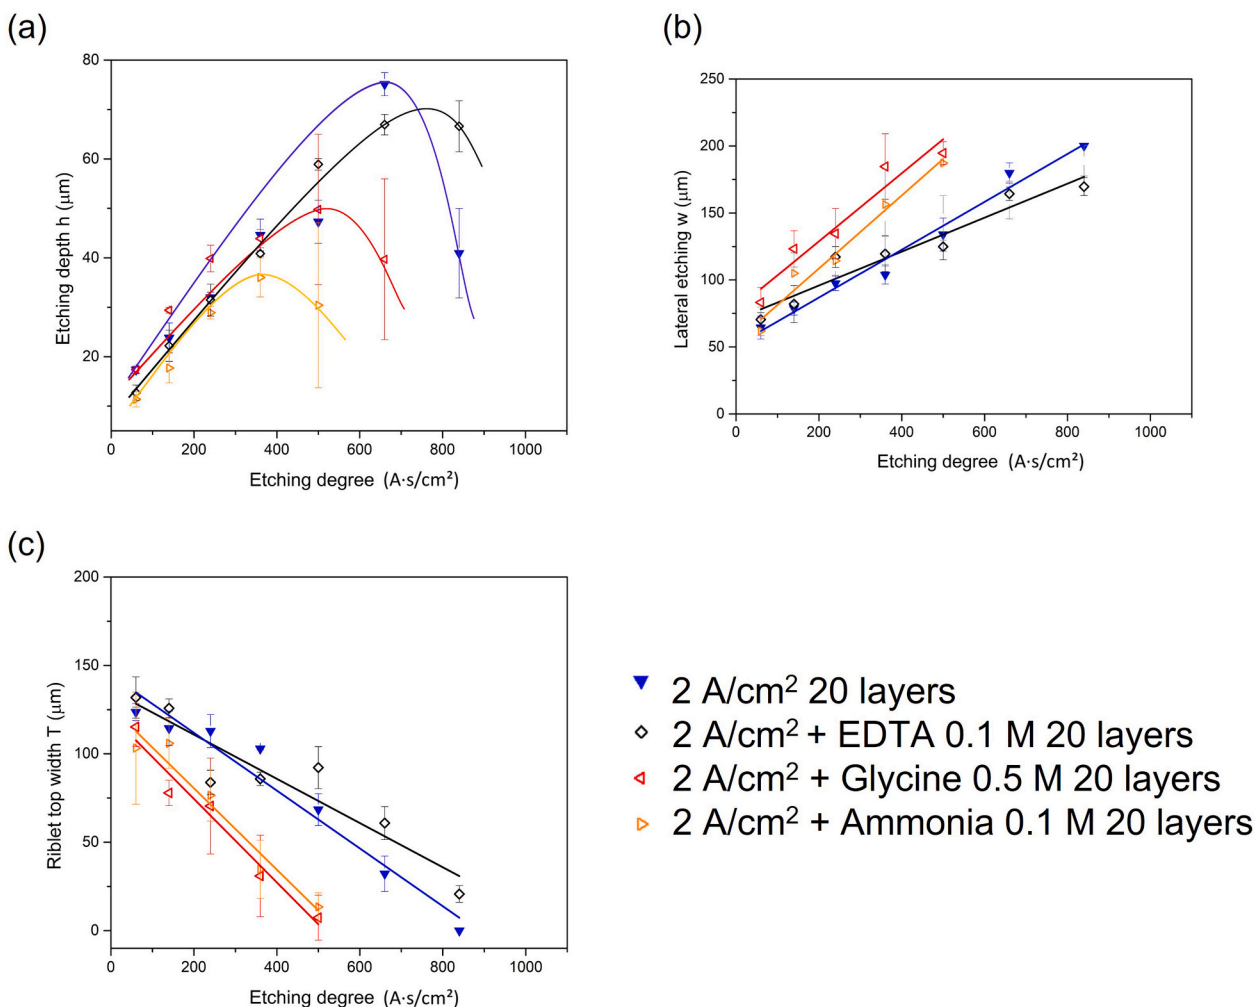 (a)
80
60
40
20
Etching depth h (μm)
0 200 400 600 800 1000
Etching degree (A·s/cm²)
(b)
250
200
150
100
50
0
Lateral etching w (μm)
0 200 400 600 800 1000
Etching degree (A·s/cm²)
(c)
200
150
100
50
0
Riblet top width T (μm)
0 200 400 600 800 1000
Etching degree (A·s/cm²)
2 A/cm² 20 layers
2 A/cm² + EDTA 0.1 M 20 layers
2 A/cm² + Glycine 0.5 M 20 layers
2 A/cm² + Ammonia 0.1 M 20 layers